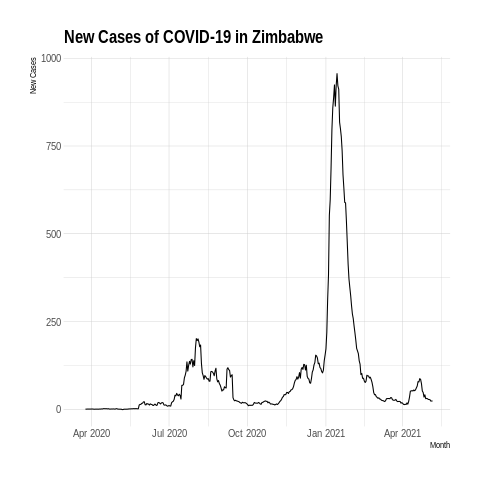 New Cases of COVID-19 in Zimbabwe
New Cases
1000
750
500
250
0
Apr 2020 Jul 2020 Oct 2020 Jan 2021 Apr 2021
Month